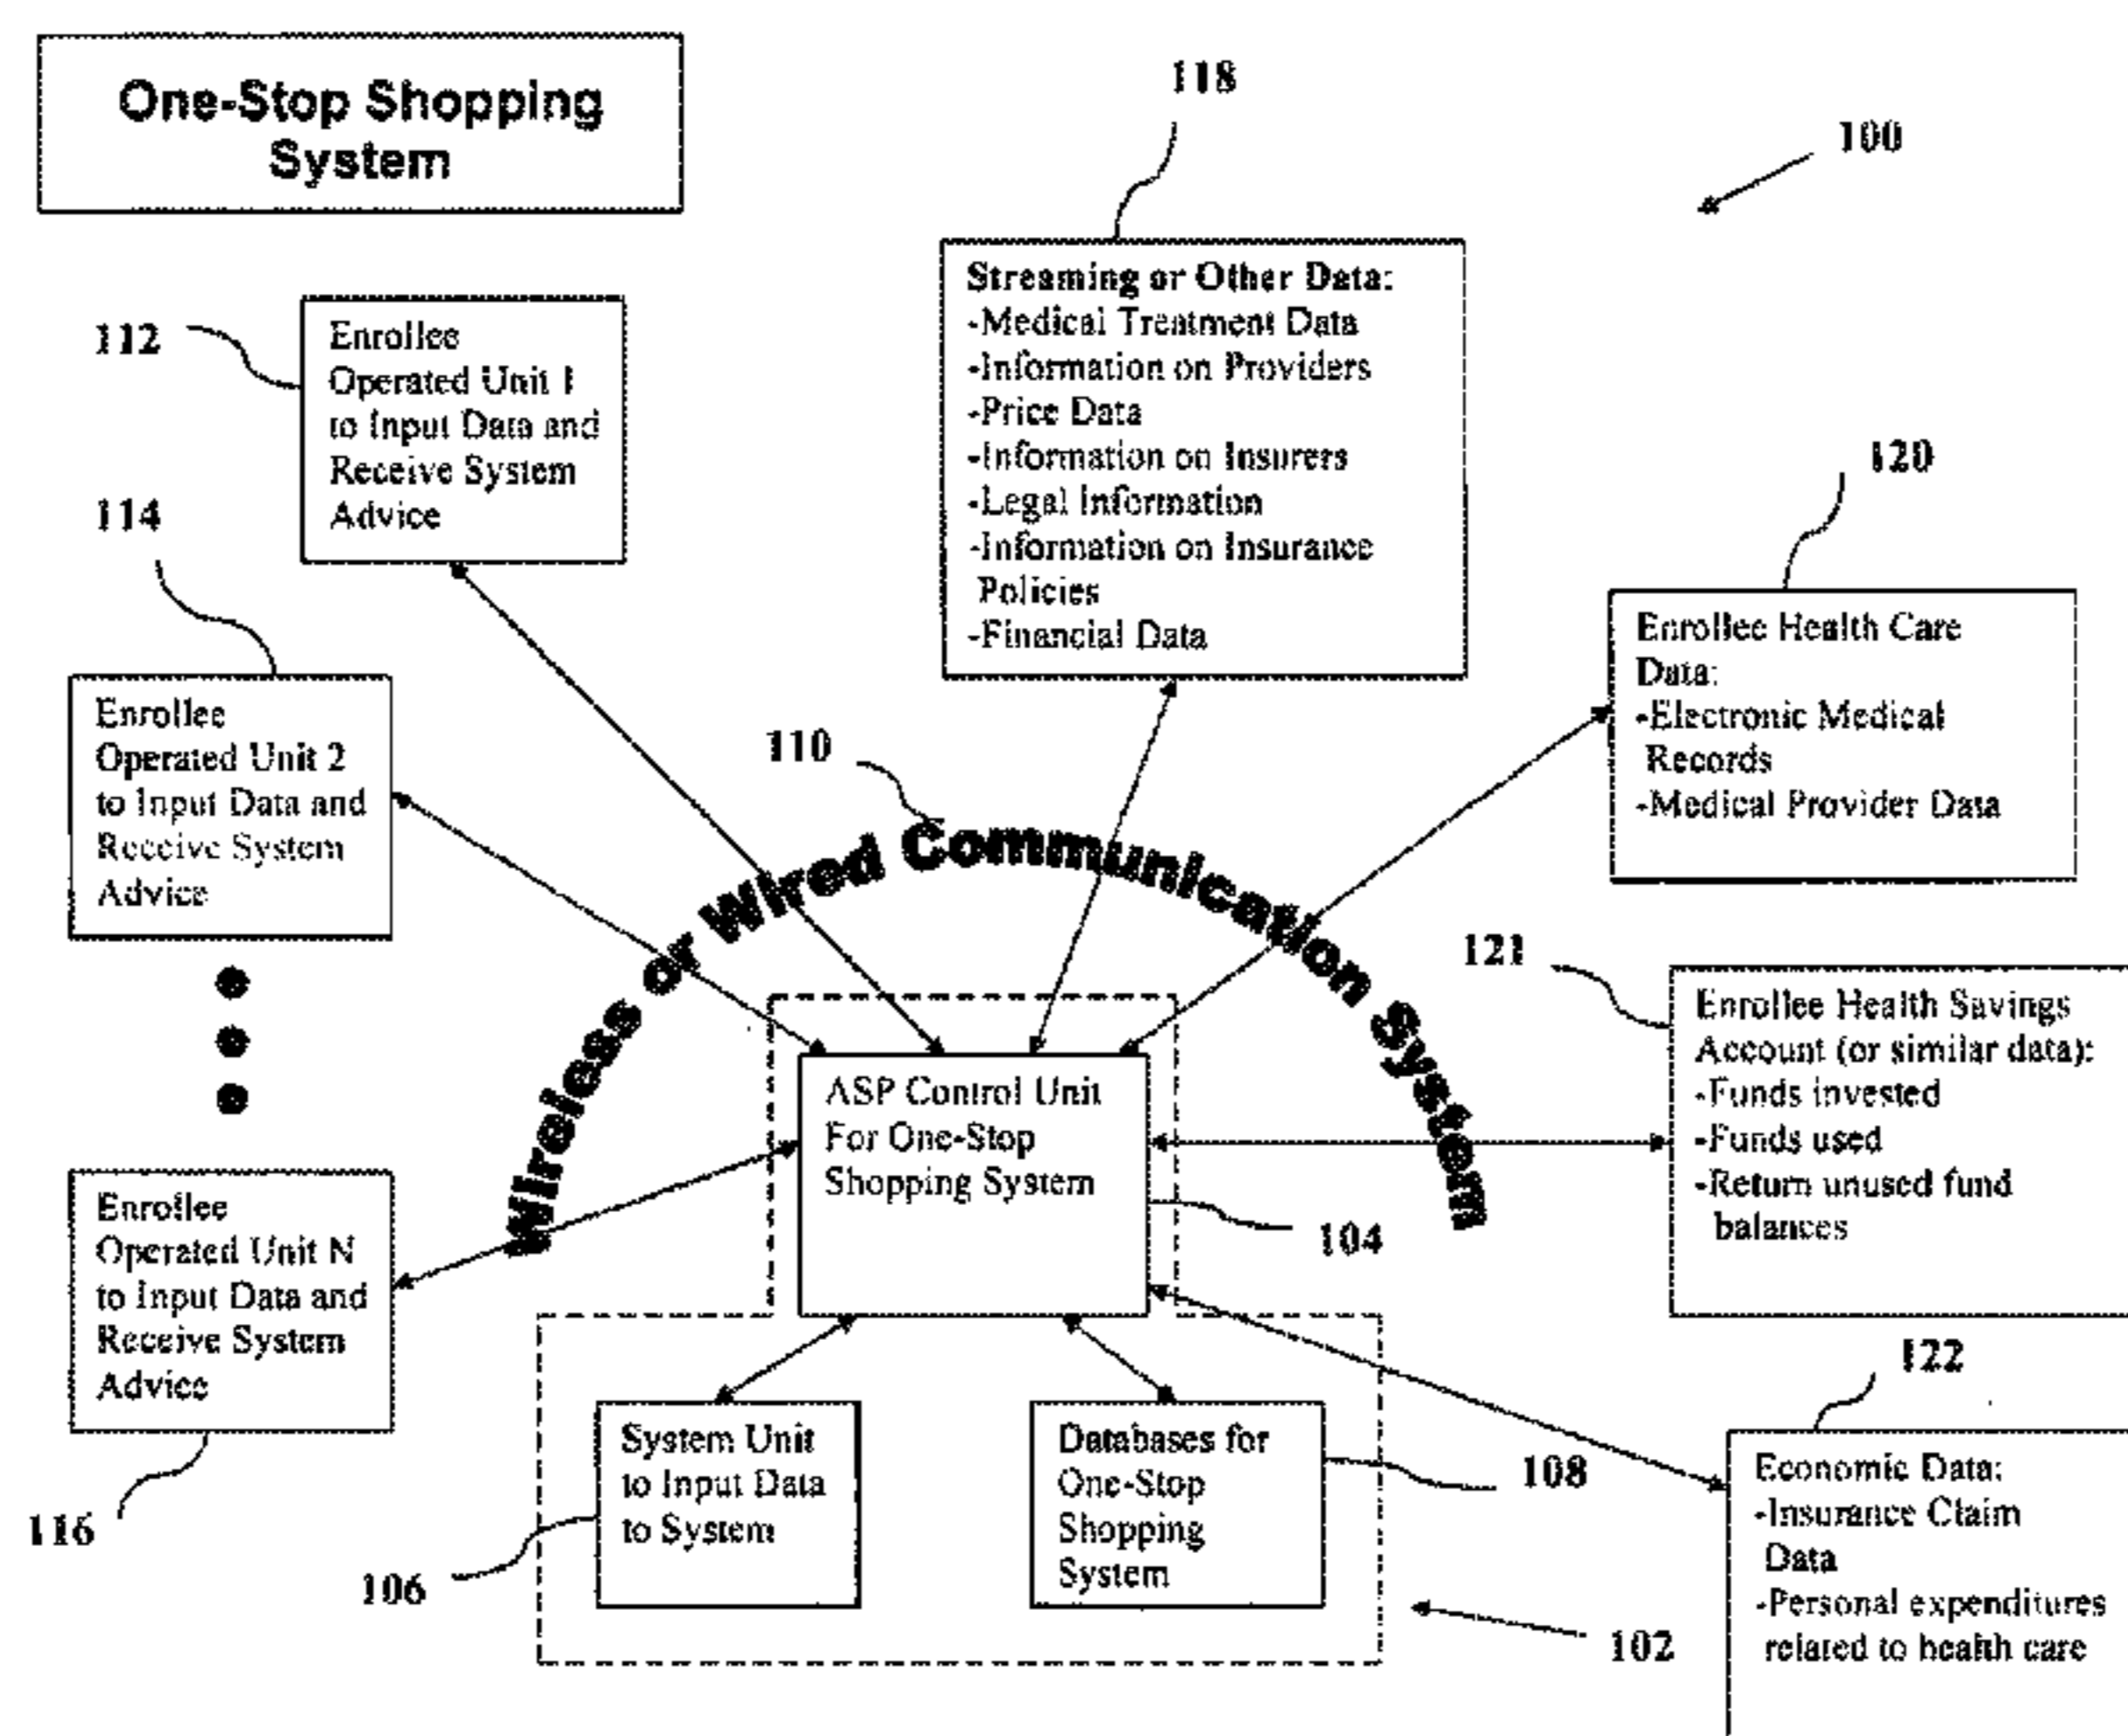 One-Stop Shopping
System
118
100
112
Enrollee
Operated Unit 1
to Input Data and
Receive System
Advice
Streaming or Other Data:
-Medical Treatment Data
-Information on Providers
-Price Data
-Information on Insurers
-Legal Information
-Information on Insurance
Policies
-Financial Data
120
Enrollee Health Care
Data:
-Electronic Medical
Records
-Medical Provider Data
114
Enrollee
Operated Unit 2
to Input Data and
Receive System
Advice
110
Wireless or Wired Communication System
121
Enrollee Health Savings
Account (or similar data):
-Funds invested
-Funds used
-Return unused fund
balances
ASP Control Unit
For One-Stop
Shopping System
104
Enrollee
Operated Unit N
to Input Data and
Receive System
Advice
116
System Unit
to Input Data
to System
106
Databases for
One-Stop
Shopping
System
108
102
122
Economic Data:
-Insurance Claim
Data
-Personal expenditures
related to health care